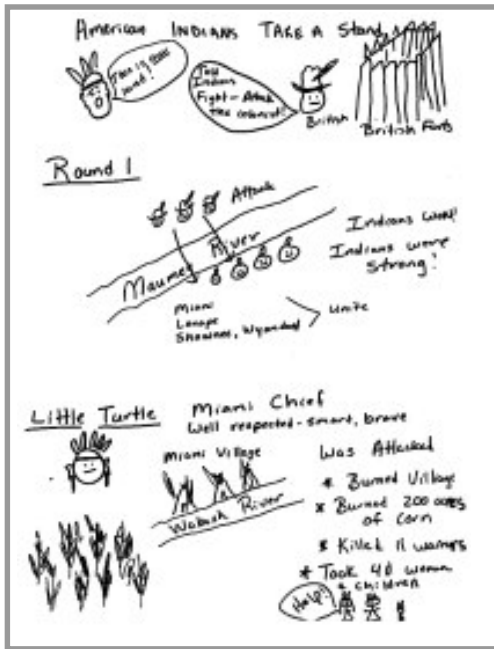 American Indians Take a Stand
This is our land!
You Indians
Fight - Attack
the colonist!
British
British Forts
Round 1
Attack
Maumee River
Indians Won!
Indians were
Strong!
Miami
Lenape
Shawnee, Wyandot
Unite
Little Turtle
Miami Chief
Well respected - smart, brave
Miami Village
Wabash River
Was Attacked
* Burned Village
* Burned 200 acres
of corn
* Killed 11 warriors
* Took 40 women
& children
Help!